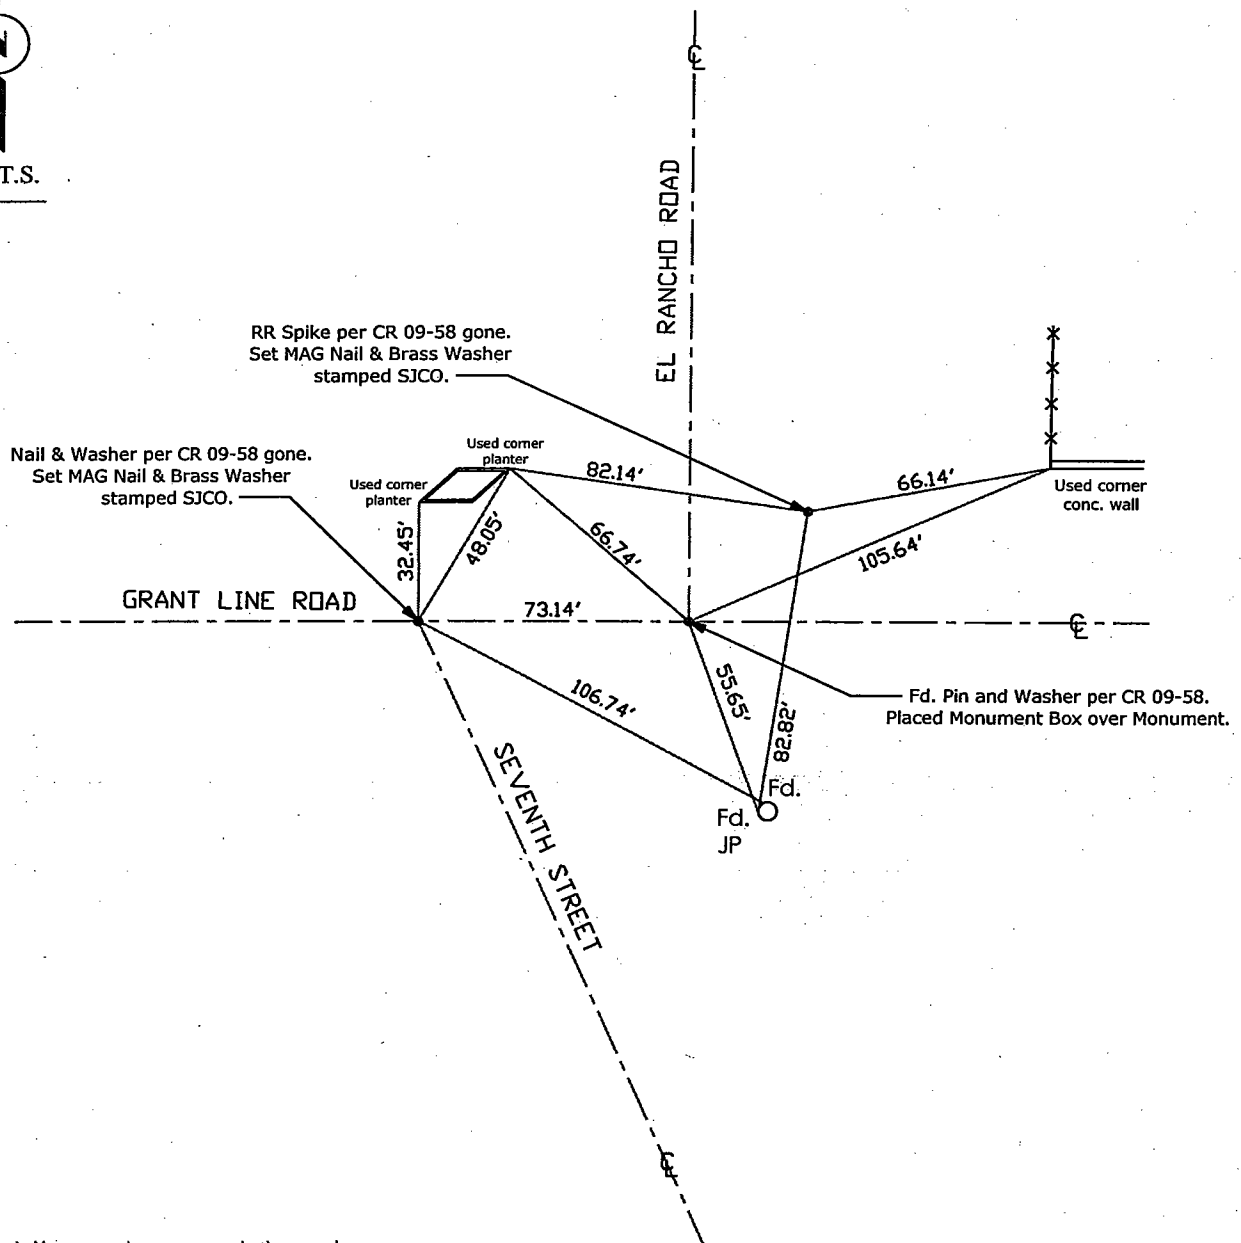 N
T.S.
℄
EL RANCHO ROAD
RR Spike per CR 09-58 gone.
Set MAG Nail & Brass Washer
stamped SJCO.
Nail & Washer per CR 09-58 gone.
Set MAG Nail & Brass Washer
stamped SJCO.
Used corner
planter
Used corner
planter
82.14'
66.14'
Used corner
conc. wall
32.45'
48.05'
66.74'
105.64'
GRANT LINE ROAD
73.14'
℄
106.74'
55.65'
82.82'
Fd. Pin and Washer per CR 09-58.
Placed Monument Box over Monument.
Fd.
Fd.
JP
SEVENTH STREET
℄